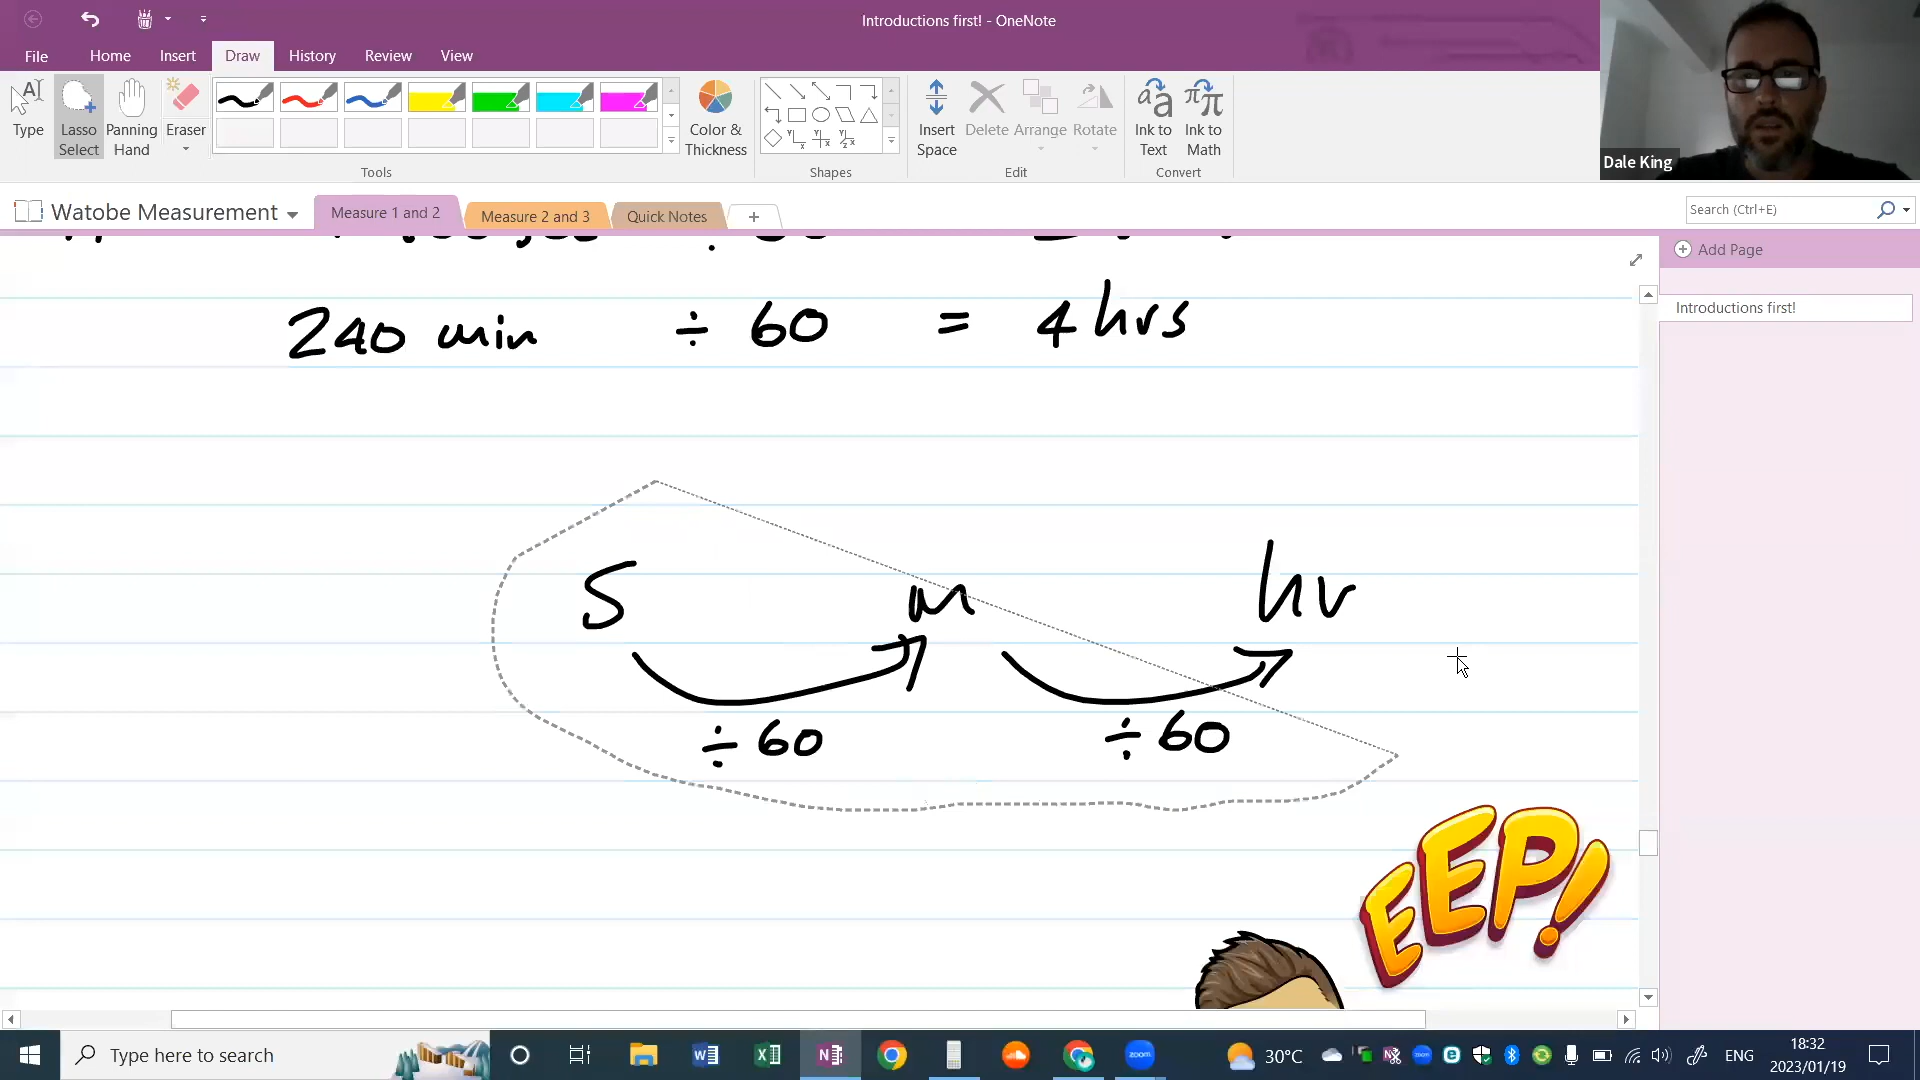 Introductions first! - OneNote
File Home Insert Draw History Review View
Type
Lasso Select
Panning Hand
Eraser
Color & Thickness
Insert Space
Delete
Arrange
Rotate
Ink to Text
Ink to Math
Tools
Shapes
Edit
Convert
Dale King
Watobe Measurement
Measure 1 and 2
Measure 2 and 3
Quick Notes
+
Search (Ctrl+E)
Add Page
Introductions first!
÷ 60
240 min ÷ 60 = 4 hrs
s m hr
÷ 60 ÷ 60
EEP!
Type here to search
zoom
30°C
ENG
18:32
2023/01/19